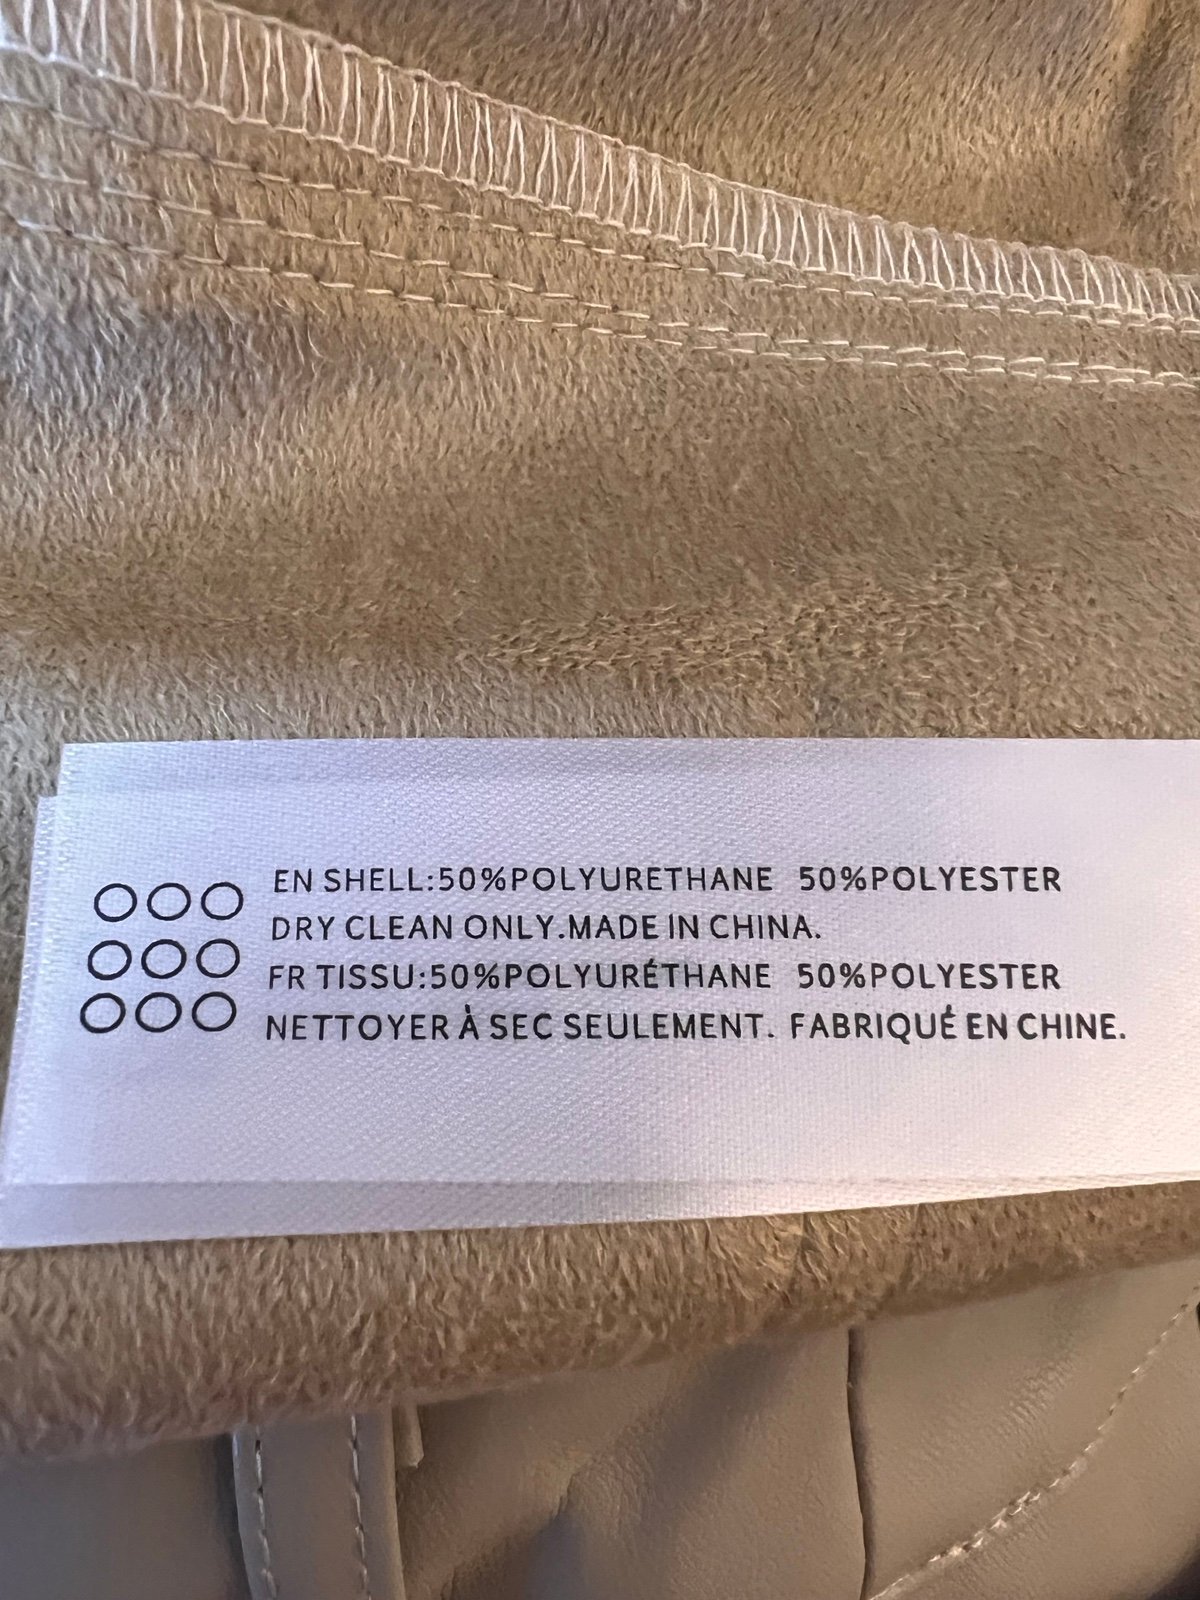 EN SHELL:50%POLYURETHANE 50%POLYESTER
DRY CLEAN ONLY.MADE IN CHINA.
FR TISSU:50%POLYURÉTHANE 50%POLYESTER
NETTOYER À SEC SEULEMENT. FABRIQUÉ EN CHINE.